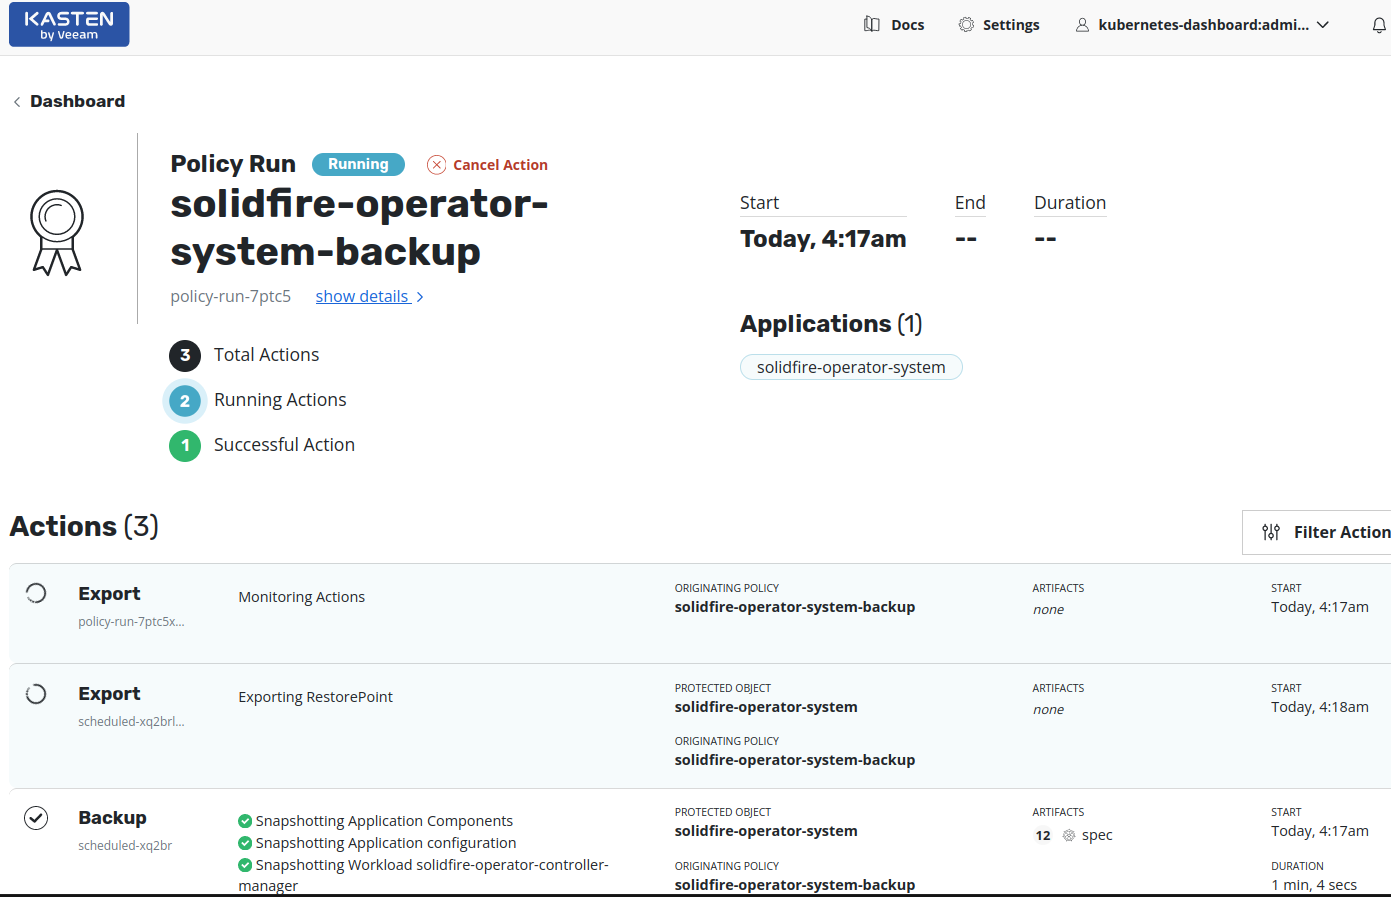 KASTEN
by Veeam
Docs
Settings
kubernetes-dashboard:admi...
Dashboard
Policy Run
Running
Cancel Action
solidfire-operator-
system-backup
policy-run-7ptc5
show details
Start
End
Duration
Today, 4:17am
--
--
Applications (1)
solidfire-operator-system
3
Total Actions
2
Running Actions
1
Successful Action
Actions (3)
Filter Action
Export
policy-run-7ptc5x...
Monitoring Actions
ORIGINATING POLICY
solidfire-operator-system-backup
ARTIFACTS
none
START
Today, 4:17am
Export
scheduled-xq2brl...
Exporting RestorePoint
PROTECTED OBJECT
solidfire-operator-system
ORIGINATING POLICY
solidfire-operator-system-backup
ARTIFACTS
none
START
Today, 4:18am
Backup
scheduled-xq2br
Snapshotting Application Components
Snapshotting Application configuration
Snapshotting Workload solidfire-operator-controller-
manager
PROTECTED OBJECT
solidfire-operator-system
ORIGINATING POLICY
solidfire-operator-system-backup
ARTIFACTS
12 spec
START
Today, 4:17am
DURATION
1 min, 4 secs